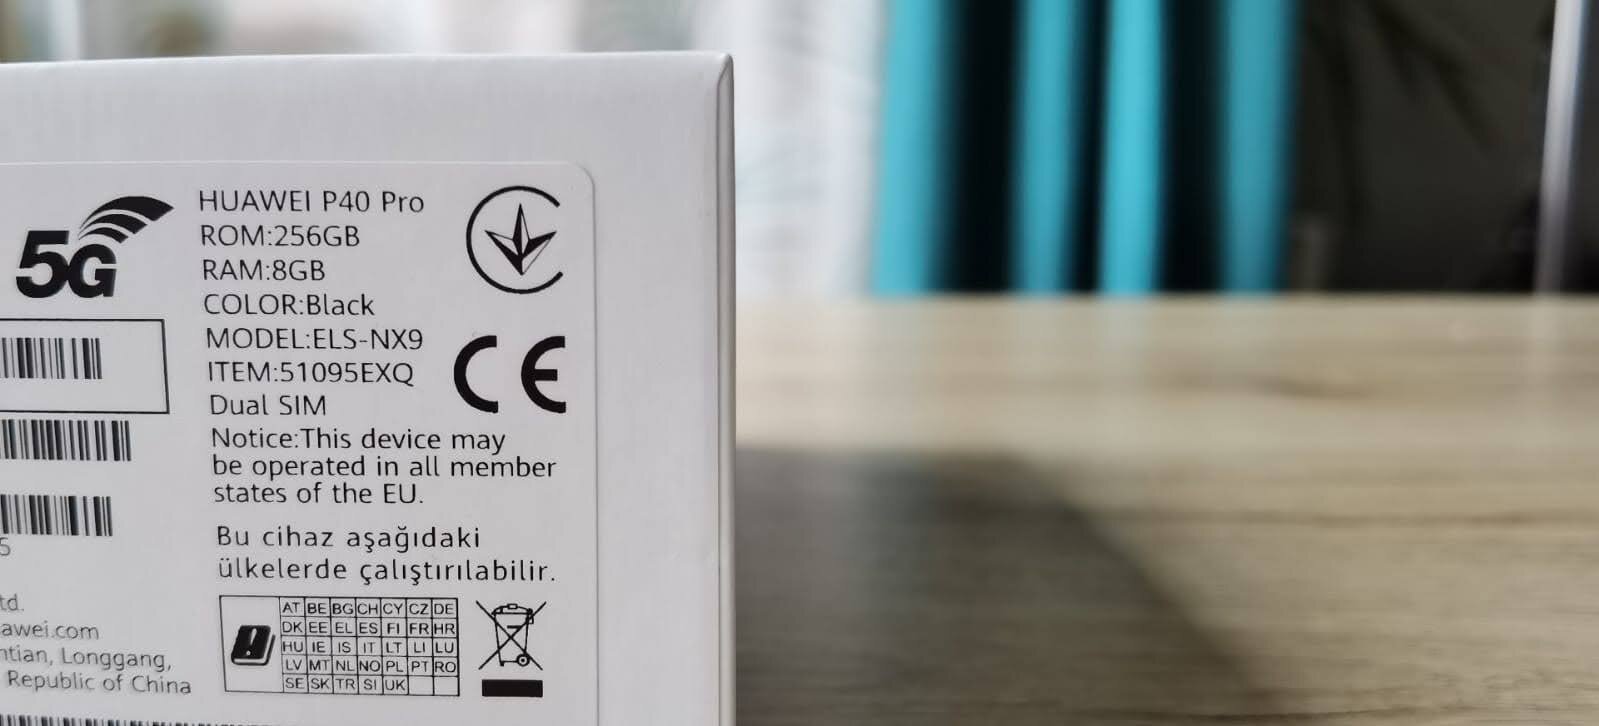 5G
HUAWEI P40 Pro
ROM:256GB
RAM:8GB
COLOR:Black
MODEL:ELS-NX9
ITEM:51095EXQ
Dual SIM
Notice:This device may
be operated in all member
states of the EU.
CE
Bu cihaz aşağıdaki
ülkelerde çalıştırılabilir.
AT BE BG CH CY CZ DE
DK EE EL ES FI FR HR
HU IE IS IT LT LI LU
LV MT NL NO PL PT RO
SE SK TR SI UK
5
td.
awei.com
ntian, Longgang,
Republic of China